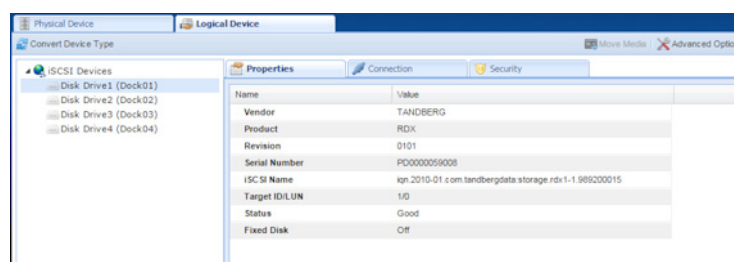 Physical Device
Logical Device
Convert Device Type
Move Media
Advanced Optio
iSCSI Devices
Disk Drive1 (Dock01)
Disk Drive2 (Dock02)
Disk Drive3 (Dock03)
Disk Drive4 (Dock04)
Properties
Connection
Security
Name Value
Vendor TANDBERG
Product RDX
Revision 0101
Serial Number PD0000059008
iSCSI Name iqn.2010-01.com.tandbergdata:storage.rdx1-1.989200015
Target ID/LUN 1/0
Status Good
Fixed Disk Off